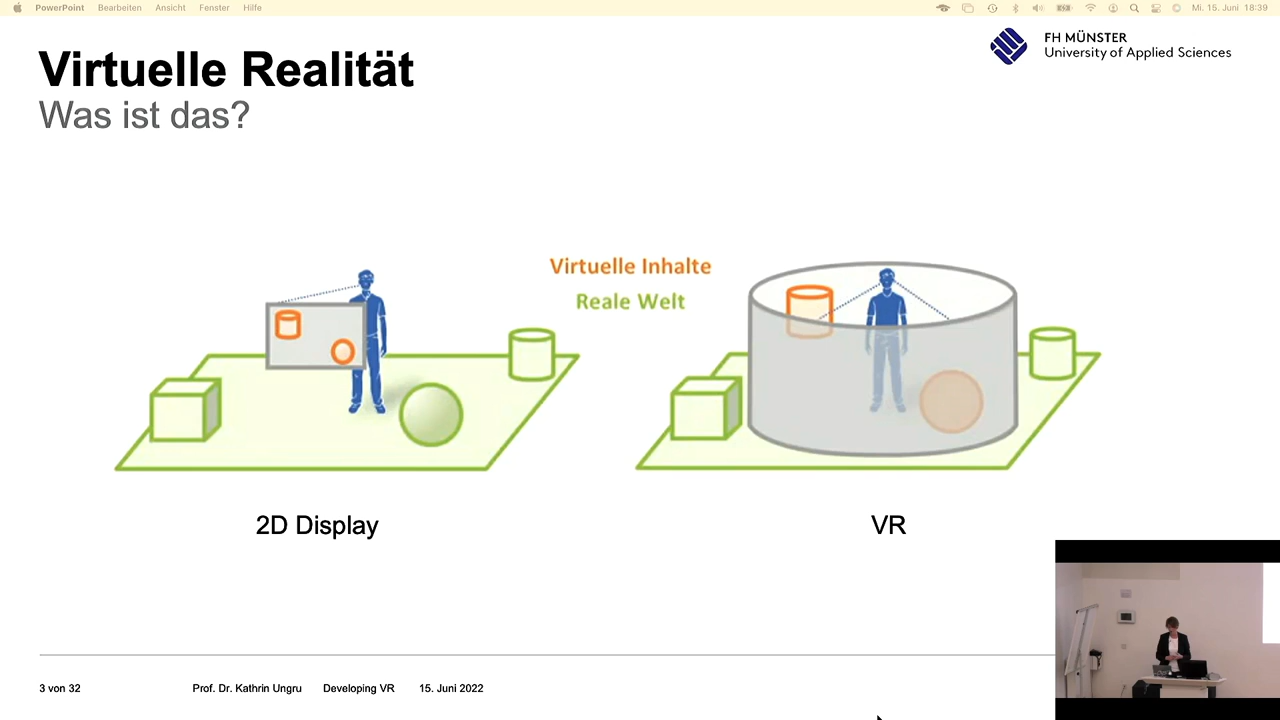 PowerPoint Bearbeiten Ansicht Fenster Hilfe Mi. 15. Juni 18:39
Virtuelle Realität
Was ist das?
FH MÜNSTER
University of Applied Sciences
Virtuelle Inhalte
Reale Welt
2D Display VR
3 von 32 Prof. Dr. Kathrin Ungru Developing VR 15. Juni 2022